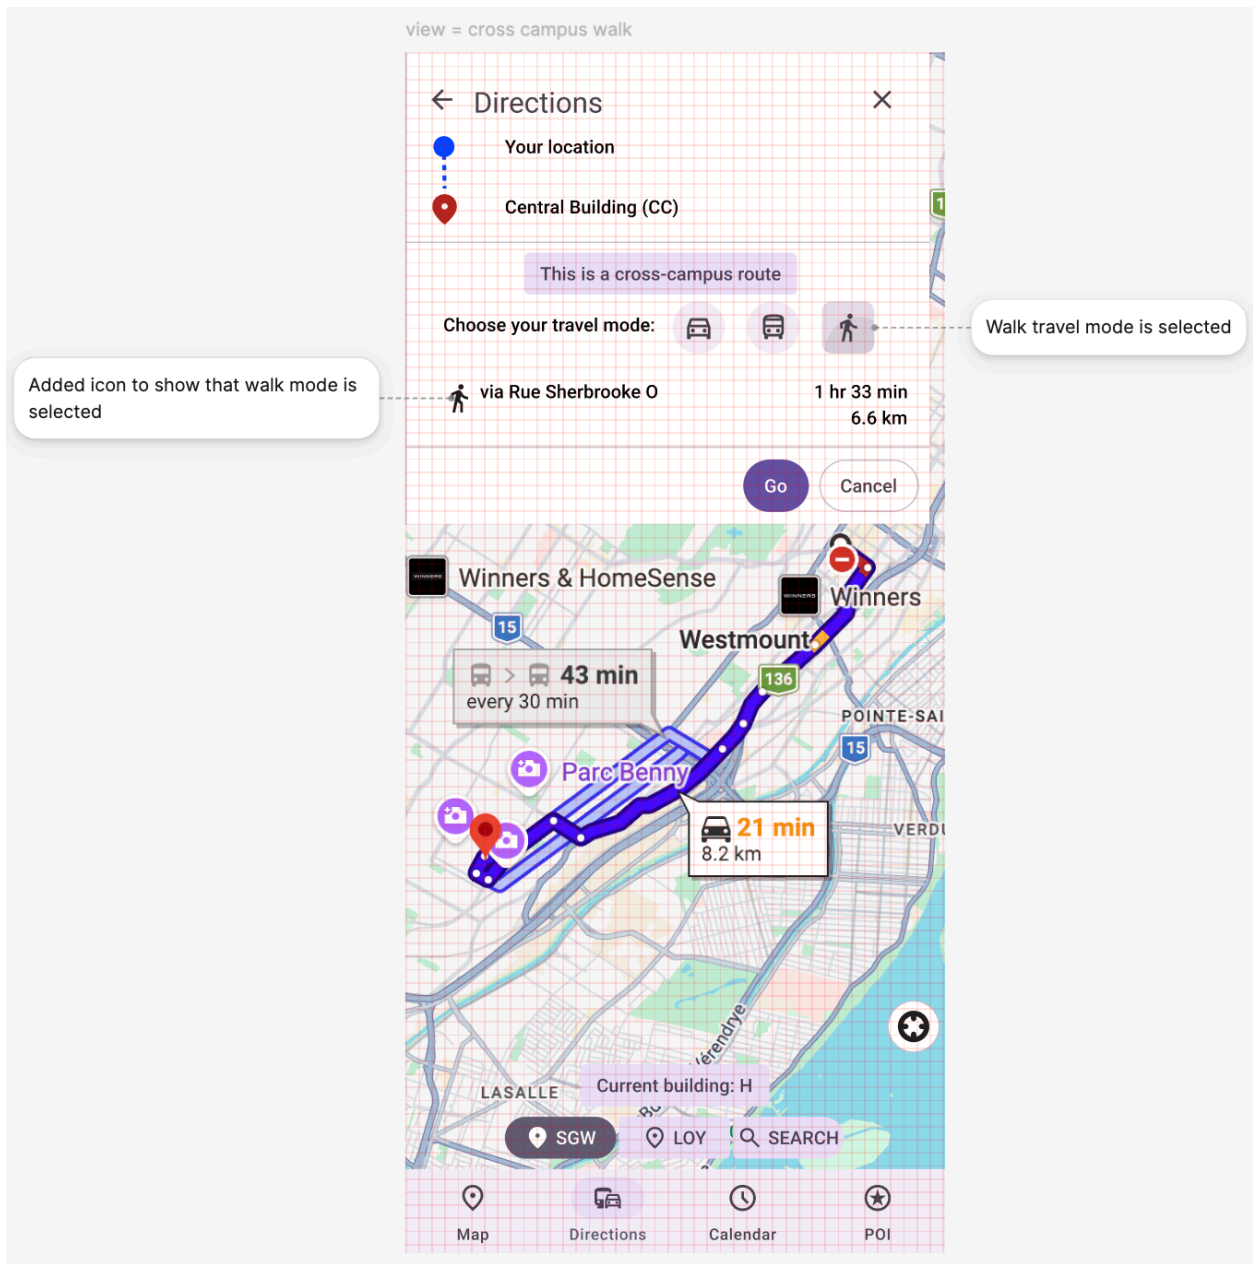 view = cross campus walk
Directions
Your location
Central Building (CC)
This is a cross-campus route
Choose your travel mode:
Walk travel mode is selected
Added icon to show that walk mode is
selected
via Rue Sherbrooke O
1 hr 33 min
6.6 km
Go
Cancel
WINNERS
Winners & HomeSense
WINNERS
Winners
15
Westmount
43 min
every 30 min
136
POINTE-SAI
15
Parc Benny
21 min
8.2 km
VERDU
érendrye
LASALLE
Current building: H
Bo
SGW
LOY
SEARCH
Map
Directions
Calendar
POI